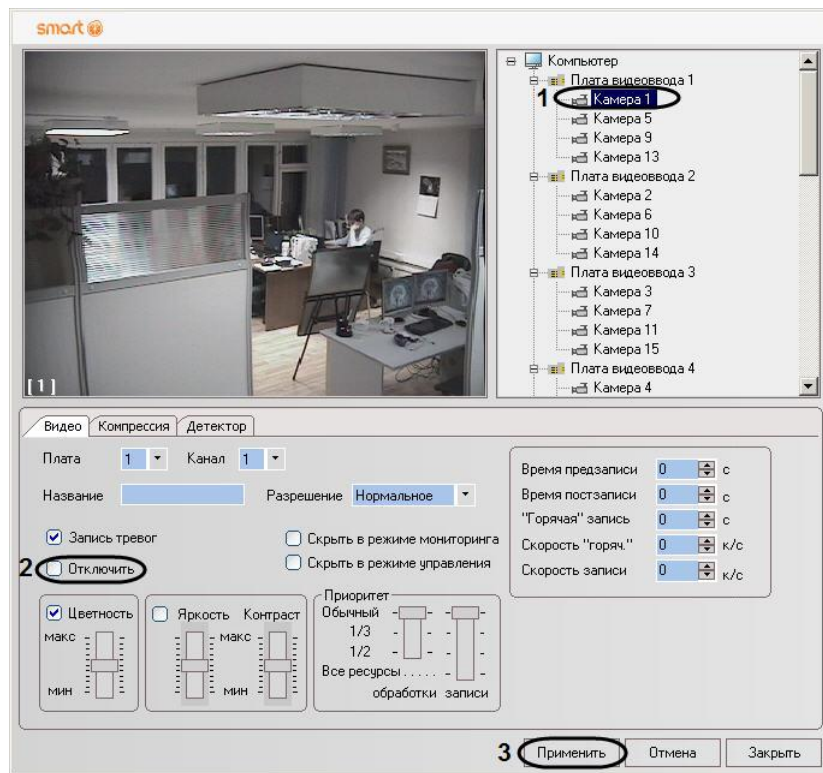 smart
Компьютер
Плата видеоввода 1
1 Камера 1
Камера 5
Камера 9
Камера 13
Плата видеоввода 2
Камера 2
Камера 6
Камера 10
Камера 14
Плата видеоввода 3
Камера 3
Камера 7
Камера 11
Камера 15
Плата видеоввода 4
Камера 4
[1]
Видео Компрессия Детектор
Плата 1 Канал 1
Название Разрешение Нормальное
Запись тревог
2 Отключить
Скрыть в режиме мониторинга
Скрыть в режиме управления
Время предзаписи 0 с
Время постзаписи 0 с
"Горячая" запись 0 с
Скорость "горяч." 0 к/с
Скорость записи 0 к/с
Цветность
макс
мин
Яркость Контраст
макс
мин
Приоритет
Обычный
1/3
1/2
Все ресурсы . . . . .
обработки записи
3 Применить Отмена Закрыть